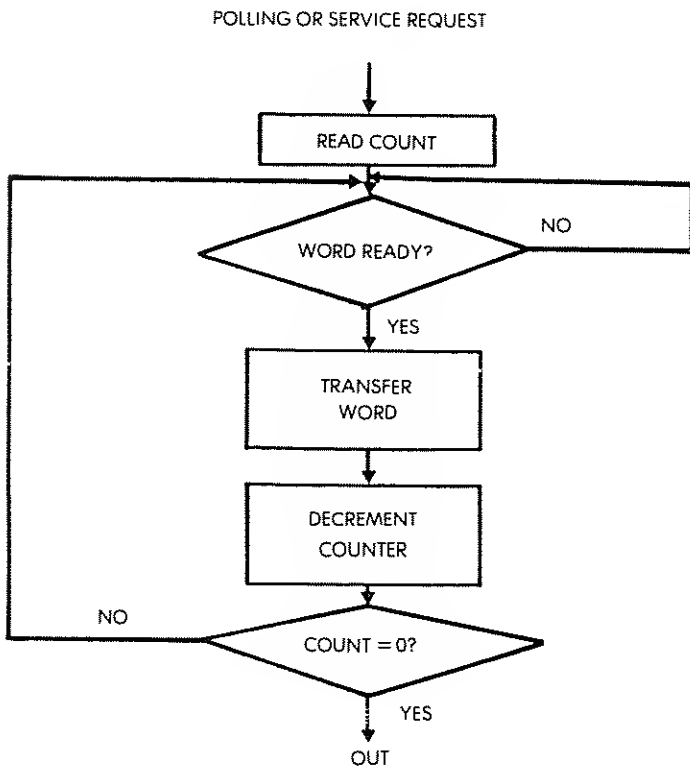 POLLING OR SERVICE REQUEST
READ COUNT
WORD READY?
NO
YES
TRANSFER
WORD
DECREMENT
COUNTER
NO
COUNT = 0?
YES
OUT